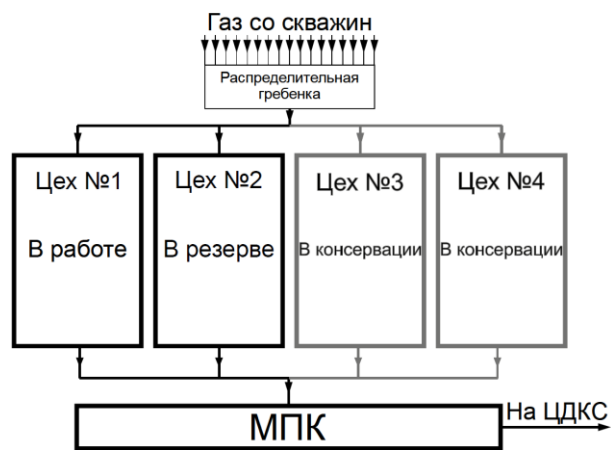 Газ со скважин
Распределительная
гребенка
Цех №1
Цех №2
Цех №3
Цех №4
В работе
В резерве
В консервации
В консервации
МПК
На ЦДКС